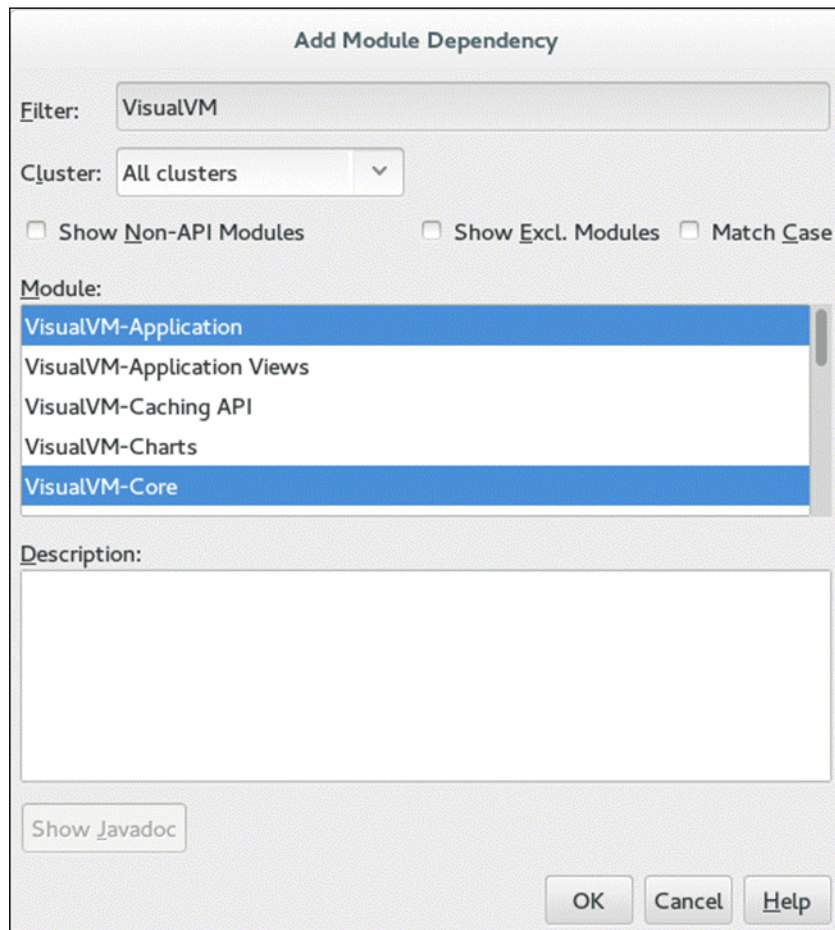 Add Module Dependency
Filter: VisualVM
Cluster: All clusters
Show Non-API Modules Show Excl. Modules Match Case
Module:
VisualVM-Application
VisualVM-Application Views
VisualVM-Caching API
VisualVM-Charts
VisualVM-Core
Description:
Show Javadoc
OK Cancel Help